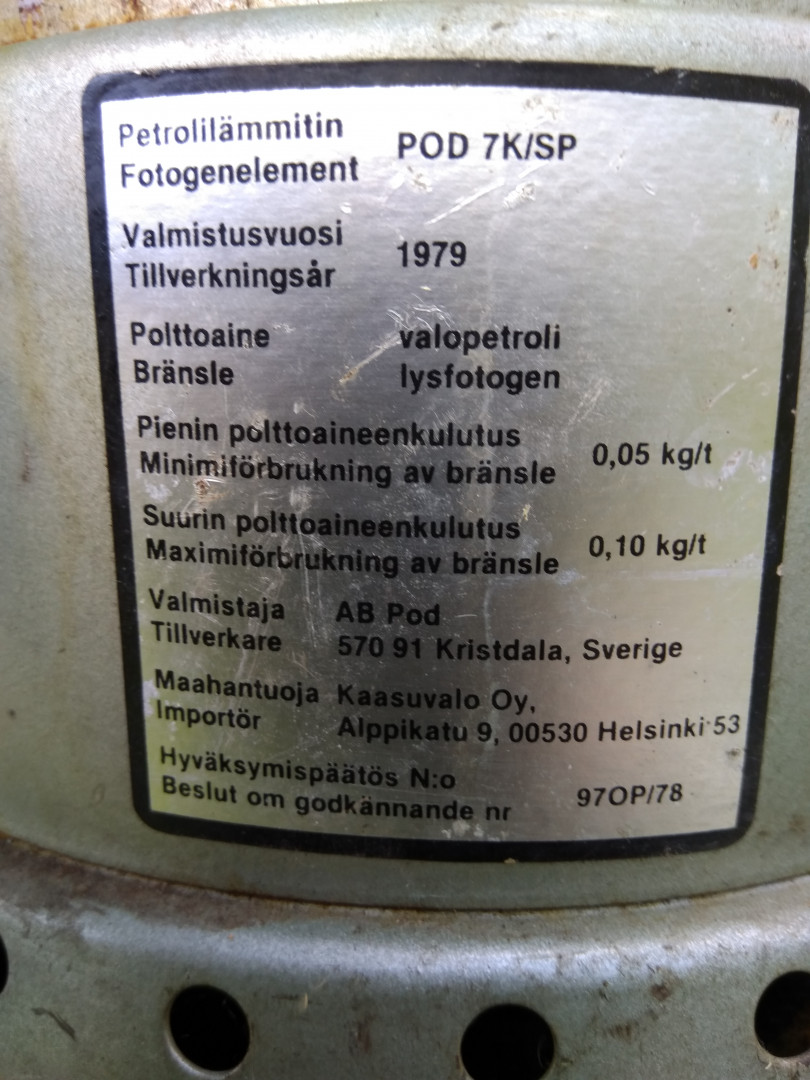 Petrolilämmitin
Fotogenelement
POD 7K/SP
Valmistusvuosi
Tillverkningsår
1979
Polttoaine valopetroli
Bränsle lysfotogen
Pienin polttoaineenkulutus
Minimiförbrukning av bränsle
0,05 kg/t
Suurin polttoaineenkulutus
Maximiförbrukning av bränsle
0,10 kg/t
Valmistaja AB Pod
Tillverkare 570 91 Kristdala, Sverige
Maahantuoja Kaasuvalo Oy,
Importör Alppikatu 9, 00530 Helsinki 53
Hyväksymispäätös N:o
Beslut om godkännande nr
97OP/78